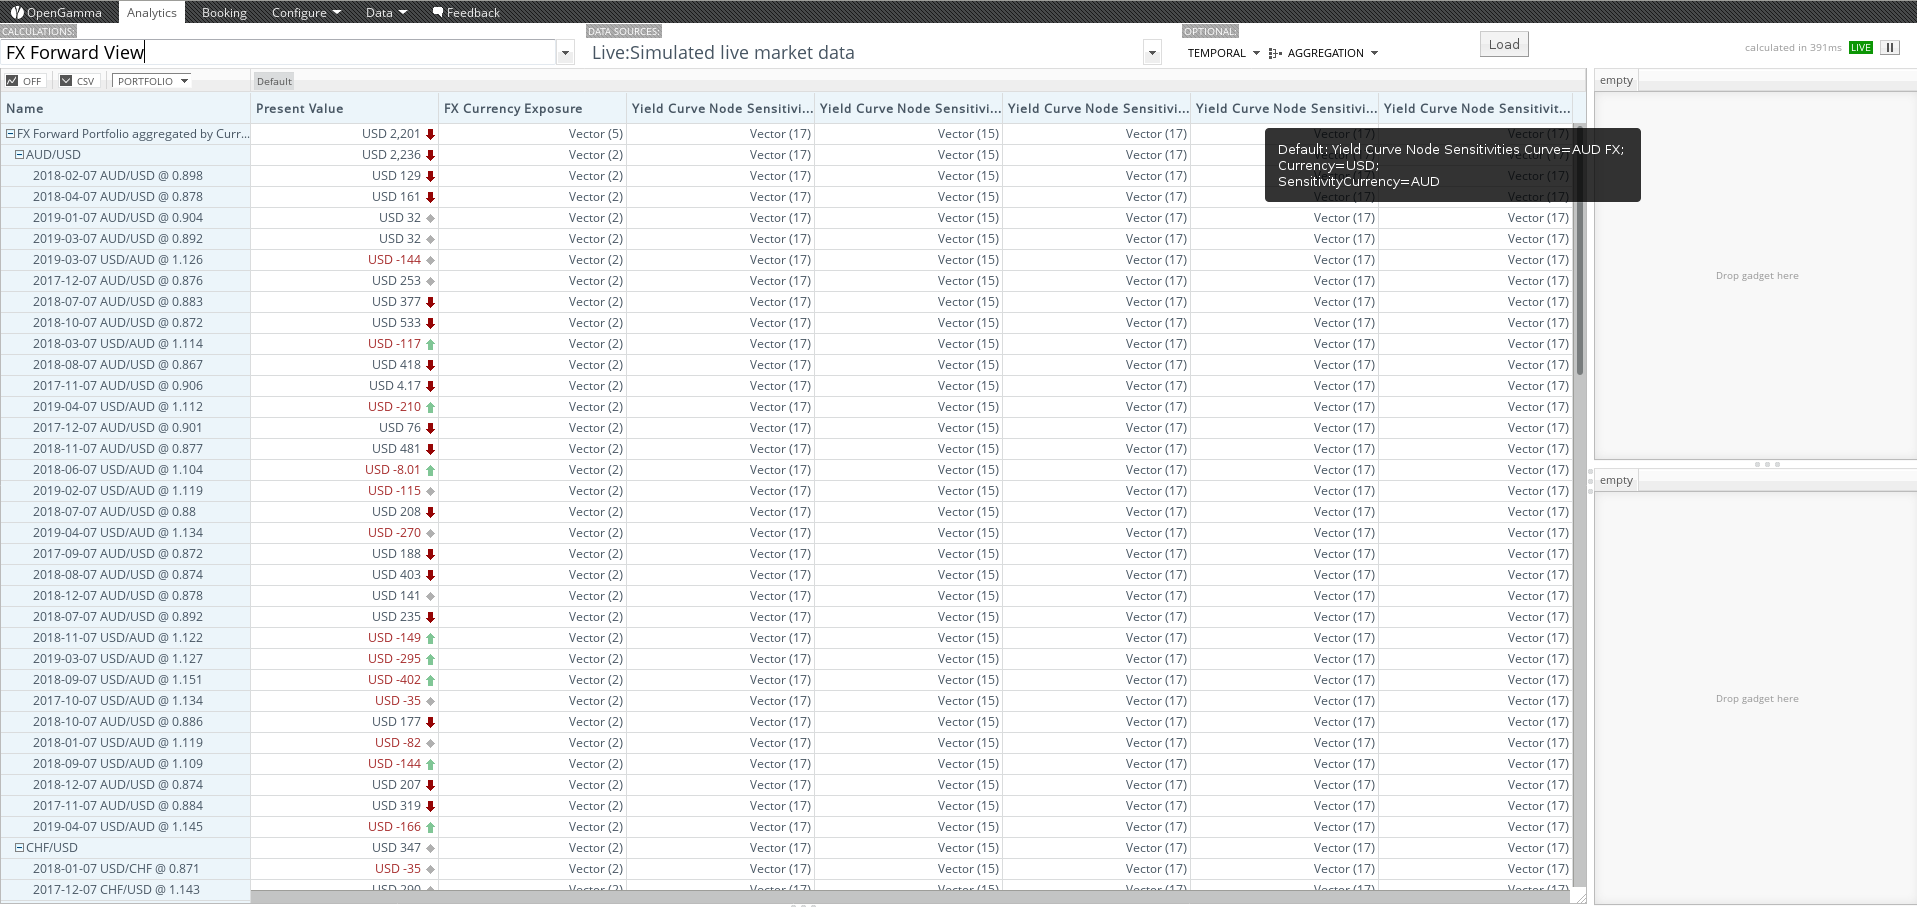 OpenGamma Analytics Booking Configure Data Feedback
CALCULATIONS: DATA SOURCES: OPTIONAL:
FX Forward View Live:Simulated live market data TEMPORAL AGGREGATION Load calculated in 391ms LIVE
OFF CSV PORTFOLIO Default empty
Name Present Value FX Currency Exposure Yield Curve Node Sensitivi... Yield Curve Node Sensitivi... Yield Curve Node Sensitivi... Yield Curve Node Sensitivi... Yield Curve Node Sensitivit...
FX Forward Portfolio aggregated by Curr... USD 2,201 Vector (5) Vector (17) Vector (15) Vector (17) Vector (17) Vector (17)
Default: Yield Curve Node Sensitivities Curve=AUD FX;
Currency=USD;
SensitivityCurrency=AUD
AUD/USD USD 2,236 Vector (2) Vector (17) Vector (15) Vector (17)
2018-02-07 AUD/USD @ 0.898 USD 129 Vector (2) Vector (17) Vector (15) Vector (17)
2018-04-07 AUD/USD @ 0.878 USD 161 Vector (2) Vector (17) Vector (15) Vector (17) Vector (17) Vector (17)
2019-01-07 AUD/USD @ 0.904 USD 32 Vector (2) Vector (17) Vector (15) Vector (17) Vector (17) Vector (17)
2019-03-07 AUD/USD @ 0.892 USD 32 Vector (2) Vector (17) Vector (15) Vector (17) Vector (17) Vector (17)
2019-03-07 USD/AUD @ 1.126 USD -144 Vector (2) Vector (17) Vector (15) Vector (17) Vector (17) Vector (17)
2017-12-07 AUD/USD @ 0.876 USD 253 Vector (2) Vector (17) Vector (15) Vector (17) Vector (17) Vector (17)
2018-07-07 AUD/USD @ 0.883 USD 377 Vector (2) Vector (17) Vector (15) Vector (17) Vector (17) Vector (17)
2018-10-07 AUD/USD @ 0.872 USD 533 Vector (2) Vector (17) Vector (15) Vector (17) Vector (17) Vector (17)
2018-03-07 USD/AUD @ 1.114 USD -117 Vector (2) Vector (17) Vector (15) Vector (17) Vector (17) Vector (17)
2018-08-07 AUD/USD @ 0.867 USD 418 Vector (2) Vector (17) Vector (15) Vector (17) Vector (17) Vector (17)
2017-11-07 AUD/USD @ 0.906 USD 4.17 Vector (2) Vector (17) Vector (15) Vector (17) Vector (17) Vector (17)
2019-04-07 USD/AUD @ 1.112 USD -210 Vector (2) Vector (17) Vector (15) Vector (17) Vector (17) Vector (17)
2017-12-07 AUD/USD @ 0.901 USD 76 Vector (2) Vector (17) Vector (15) Vector (17) Vector (17) Vector (17)
2018-11-07 AUD/USD @ 0.877 USD 481 Vector (2) Vector (17) Vector (15) Vector (17) Vector (17) Vector (17)
2018-06-07 USD/AUD @ 1.104 USD -8.01 Vector (2) Vector (17) Vector (15) Vector (17) Vector (17) Vector (17)
2019-02-07 USD/AUD @ 1.119 USD -115 Vector (2) Vector (17) Vector (15) Vector (17) Vector (17) Vector (17)
2018-07-07 AUD/USD @ 0.88 USD 208 Vector (2) Vector (17) Vector (15) Vector (17) Vector (17) Vector (17)
2019-04-07 USD/AUD @ 1.134 USD -270 Vector (2) Vector (17) Vector (15) Vector (17) Vector (17) Vector (17)
2017-09-07 AUD/USD @ 0.872 USD 188 Vector (2) Vector (17) Vector (15) Vector (17) Vector (17) Vector (17)
2018-08-07 AUD/USD @ 0.874 USD 403 Vector (2) Vector (17) Vector (15) Vector (17) Vector (17) Vector (17)
2018-12-07 AUD/USD @ 0.878 USD 141 Vector (2) Vector (17) Vector (15) Vector (17) Vector (17) Vector (17)
2018-07-07 AUD/USD @ 0.892 USD 235 Vector (2) Vector (17) Vector (15) Vector (17) Vector (17) Vector (17)
2018-11-07 USD/AUD @ 1.122 USD -149 Vector (2) Vector (17) Vector (15) Vector (17) Vector (17) Vector (17)
2019-03-07 USD/AUD @ 1.127 USD -295 Vector (2) Vector (17) Vector (15) Vector (17) Vector (17) Vector (17)
2018-09-07 USD/AUD @ 1.151 USD -402 Vector (2) Vector (17) Vector (15) Vector (17) Vector (17) Vector (17)
2017-10-07 USD/AUD @ 1.134 USD -35 Vector (2) Vector (17) Vector (15) Vector (17) Vector (17) Vector (17)
2018-10-07 AUD/USD @ 0.886 USD 177 Vector (2) Vector (17) Vector (15) Vector (17) Vector (17) Vector (17)
2018-01-07 USD/AUD @ 1.119 USD -82 Vector (2) Vector (17) Vector (15) Vector (17) Vector (17) Vector (17)
2018-09-07 USD/AUD @ 1.109 USD -144 Vector (2) Vector (17) Vector (15) Vector (17) Vector (17) Vector (17)
2018-12-07 AUD/USD @ 0.874 USD 207 Vector (2) Vector (17) Vector (15) Vector (17) Vector (17) Vector (17)
2017-11-07 AUD/USD @ 0.884 USD 319 Vector (2) Vector (17) Vector (15) Vector (17) Vector (17) Vector (17)
2019-04-07 USD/AUD @ 1.145 USD -166 Vector (2) Vector (17) Vector (15) Vector (17) Vector (17) Vector (17)
CHF/USD USD 347 Vector (2) Vector (17) Vector (15) Vector (17) Vector (17) Vector (17)
2018-01-07 USD/CHF @ 0.871 USD -35 Vector (2) Vector (17) Vector (15) Vector (17) Vector (17) Vector (17)
2017-12-07 CHF/USD @ 1.143 USD 290 Vector (2) Vector (17) Vector (15) Vector (17) Vector (17) Vector (17)
Drop gadget here
empty
Drop gadget here